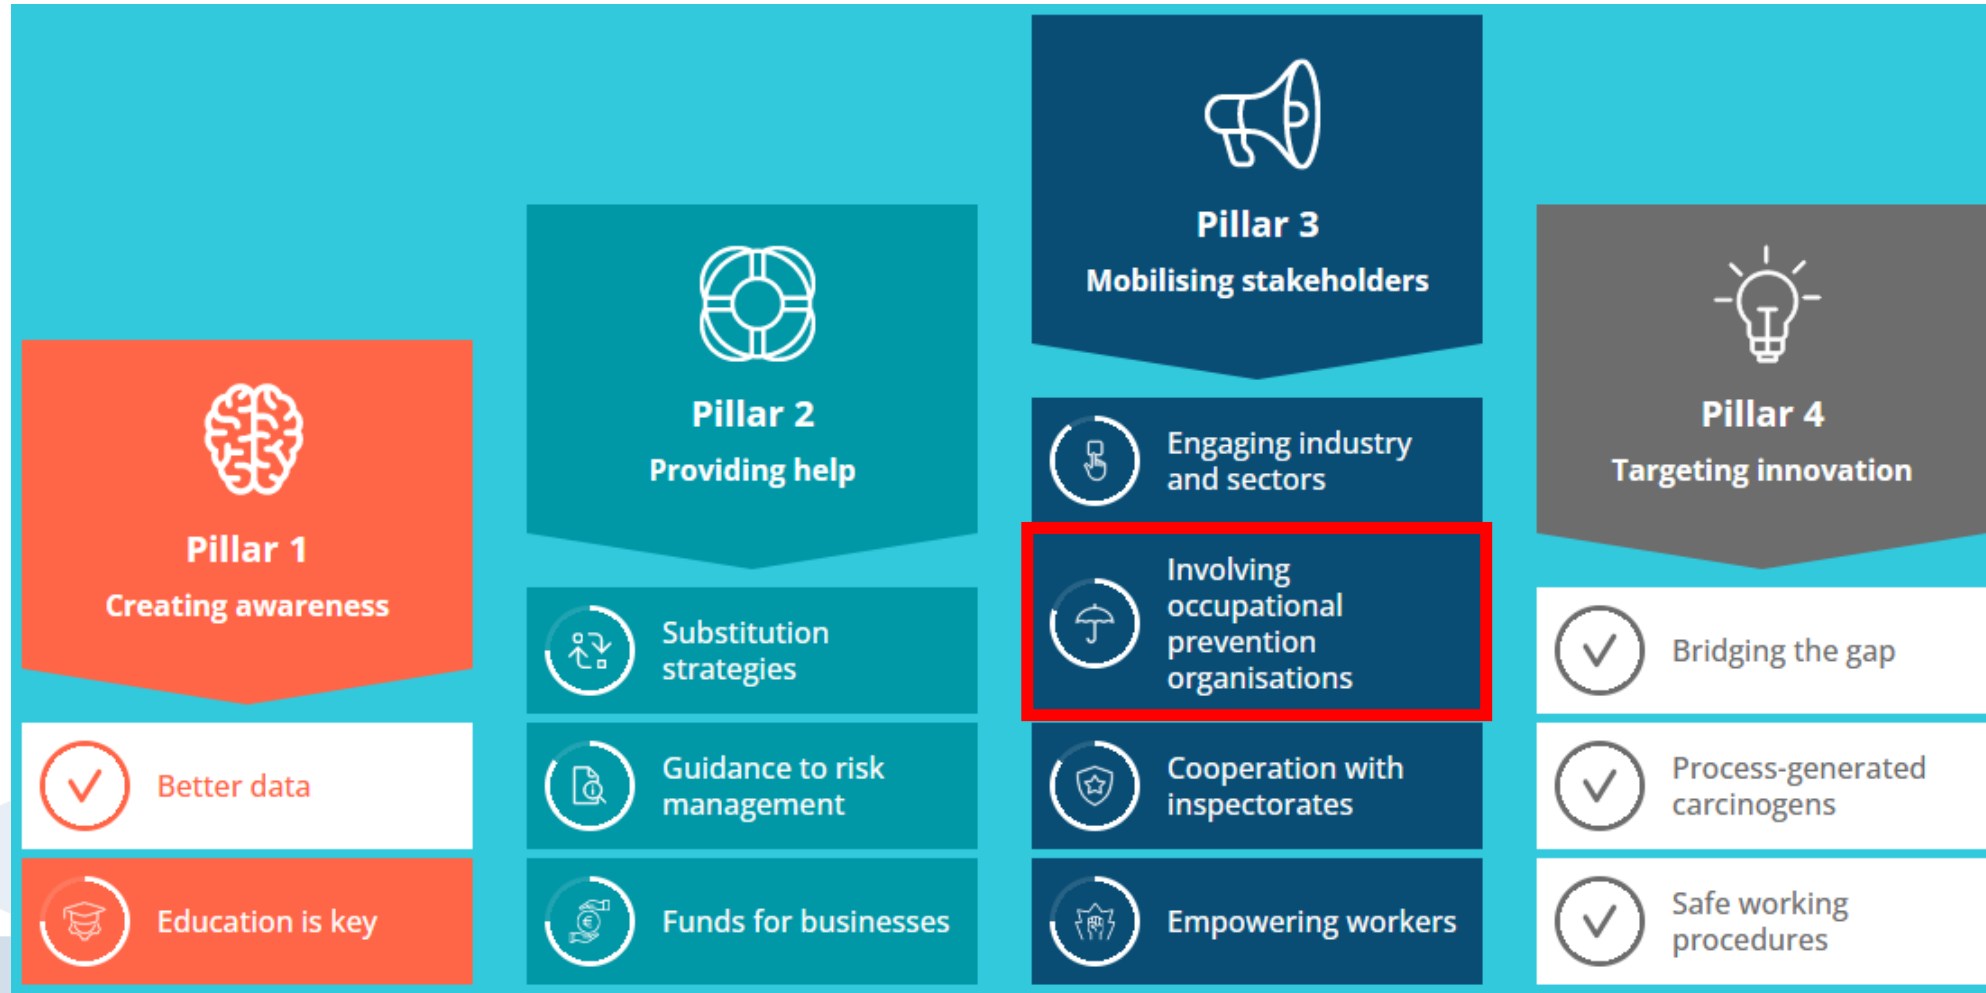 Pillar 1
Creating awareness
Better data
Education is key
Pillar 2
Providing help
Substitution
strategies
Guidance to risk
management
Funds for businesses
Pillar 3
Mobilising stakeholders
Engaging industry
and sectors
Involving
occupational
prevention
organisations
Cooperation with
inspectorates
Empowering workers
Pillar 4
Targeting innovation
Bridging the gap
Process-generated
carcinogens
Safe working
procedures